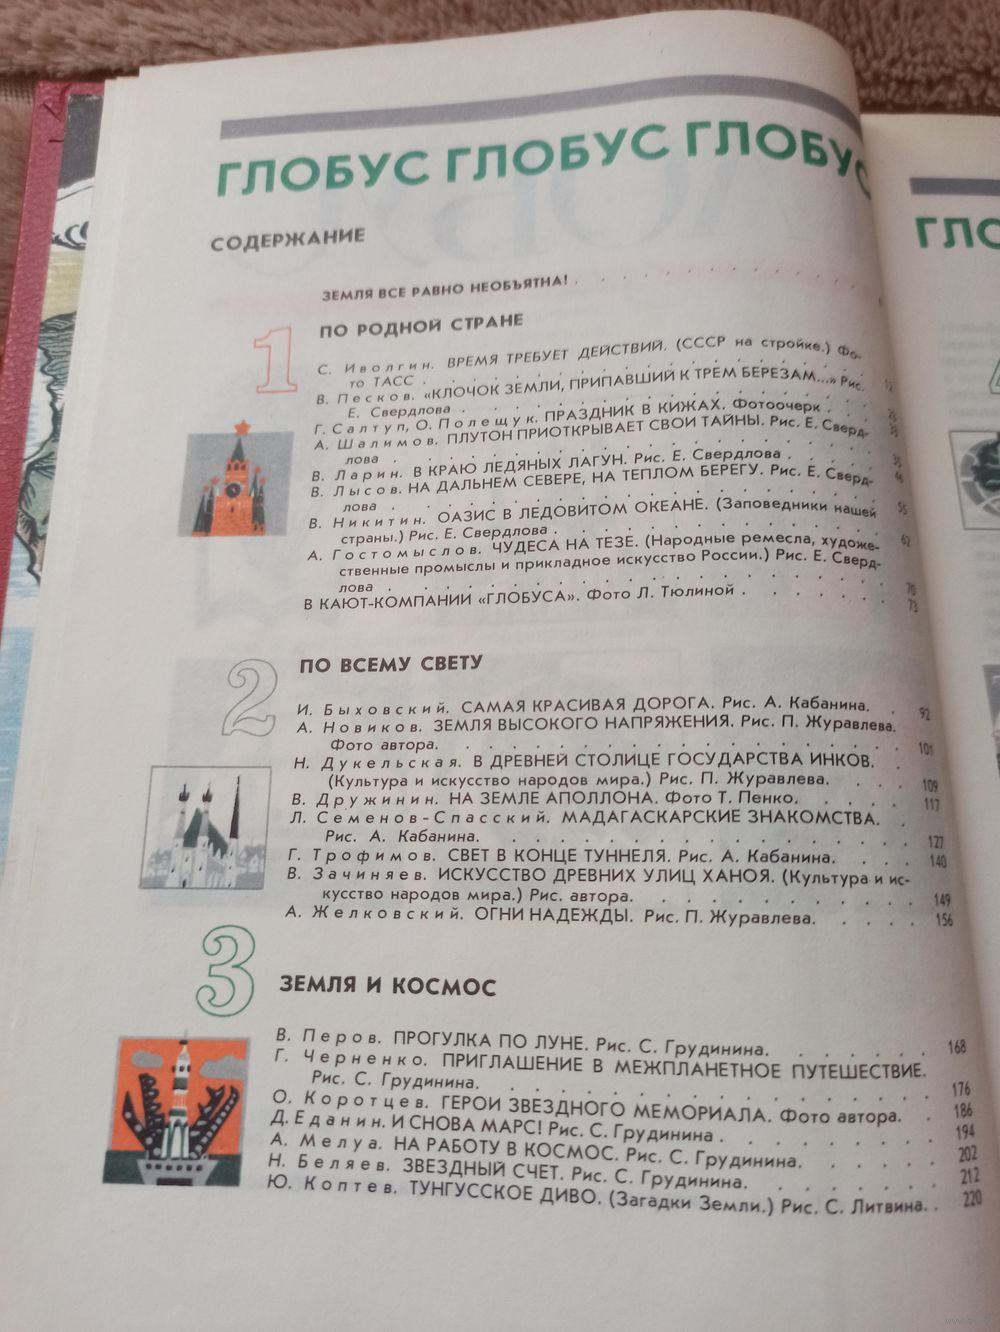 ГЛОБУС ГЛОБУС ГЛОБУС
СОДЕРЖАНИЕ
ЗЕМЛЯ ВСЕ РАВНО НЕОБЪЯТНА! . . . . . . . . . . .
1
ПО РОДНОЙ СТРАНЕ
С. Иволгин. ВРЕМЯ ТРЕБУЕТ ДЕЙСТВИЙ. (СССР на стройке.) Фо-
то ТАСС . . . . . . . . . . . . 12
В. Песков. «КЛОЧОК ЗЕМЛИ, ПРИПАВШИЙ К ТРЕМ БЕРЕЗАМ...» Рис.
Е. Свердлова . . . . . . . . . . .
Г. Салтуп, О. Полещук. ПРАЗДНИК В КИЖАХ. Фотоочерк .
А. Шалимов. ПЛУТОН ПРИОТКРЫВАЕТ СВОИ ТАЙНЫ. Рис. Е. Сверд-
лова . . . . . . . . . . . . 35
В. Ларин. В КРАЮ ЛЕДЯНЫХ ЛАГУН. Рис. Е. Свердлова . . . . 46
В. Лысов. НА ДАЛЬНЕМ СЕВЕРЕ, НА ТЕПЛОМ БЕРЕГУ. Рис. Е. Сверд-
лова . . . . . . . . . . . . 55
В. Никитин. ОАЗИС В ЛЕДОВИТОМ ОКЕАНЕ. (Заповедники нашей
страны.) Рис. Е. Свердлова . . . . . . . . . 62
А. Гостомыслов. ЧУДЕСА НА ТЕЗЕ. (Народные ремесла, художе-
ственные промыслы и прикладное искусство России.) Рис. Е. Сверд-
лова . . . . . . . . . . . . 70
В КАЮТ-КОМПАНИИ «ГЛОБУСА». Фото Л. Тюлиной . . . . . . 73
2
ПО ВСЕМУ СВЕТУ
И. Быховский. САМАЯ КРАСИВАЯ ДОРОГА. Рис. А. Кабанина. . 92
А. Новиков. ЗЕМЛЯ ВЫСОКОГО НАПРЯЖЕНИЯ. Рис. П. Журавлева.
Фото автора. . . . . . . . . . . . . 101
Н. Дукельская. В ДРЕВНЕЙ СТОЛИЦЕ ГОСУДАРСТВА ИНКОВ. .
(Культура и искусство народов мира.) Рис. П. Журавлева. . . . 109
В. Дружинин. НА ЗЕМЛЕ АПОЛЛОНА. Фото Т. Пенко. . . . . 117
Л. Семенов-Спасский. МАДАГАСКАРСКИЕ ЗНАКОМСТВА. .
Рис. А. Кабанина. . . . . . . . . . . . 127
Г. Трофимов. СВЕТ В КОНЦЕ ТУННЕЛЯ. Рис. А. Кабанина. . . . 140
В. Зачиняев. ИСКУССТВО ДРЕВНИХ УЛИЦ ХАНОЯ. (Культура и ис-
кусство народов мира.) Рис. автора. . . . . . . . . 149
А. Желковский. ОГНИ НАДЕЖДЫ. Рис. П. Журавлева. . . . . 156
3
ЗЕМЛЯ И КОСМОС
В. Перов. ПРОГУЛКА ПО ЛУНЕ. Рис. С. Грудинина. . . . . . . 168
Г. Черненко. ПРИГЛАШЕНИЕ В МЕЖПЛАНЕТНОЕ ПУТЕШЕСТВИЕ.
Рис. С. Грудинина. . . . . . . . . . . . 176
О. Коротцев. ГЕРОИ ЗВЕЗДНОГО МЕМОРИАЛА. Фото автора. . 186
Д. Еданин. И СНОВА МАРС! Рис. С. Грудинина . . . . . . . 194
А. Мелуа. НА РАБОТУ В КОСМОС. Рис. С. Грудинина. . . . . 202
Н. Беляев. ЗВЕЗДНЫЙ СЧЕТ. Рис. С. Грудинина. . . . . . . 212
Ю. Коптев. ТУНГУССКОЕ ДИВО. (Загадки Земли.) Рис. С. Литвина. . 220
ГЛО